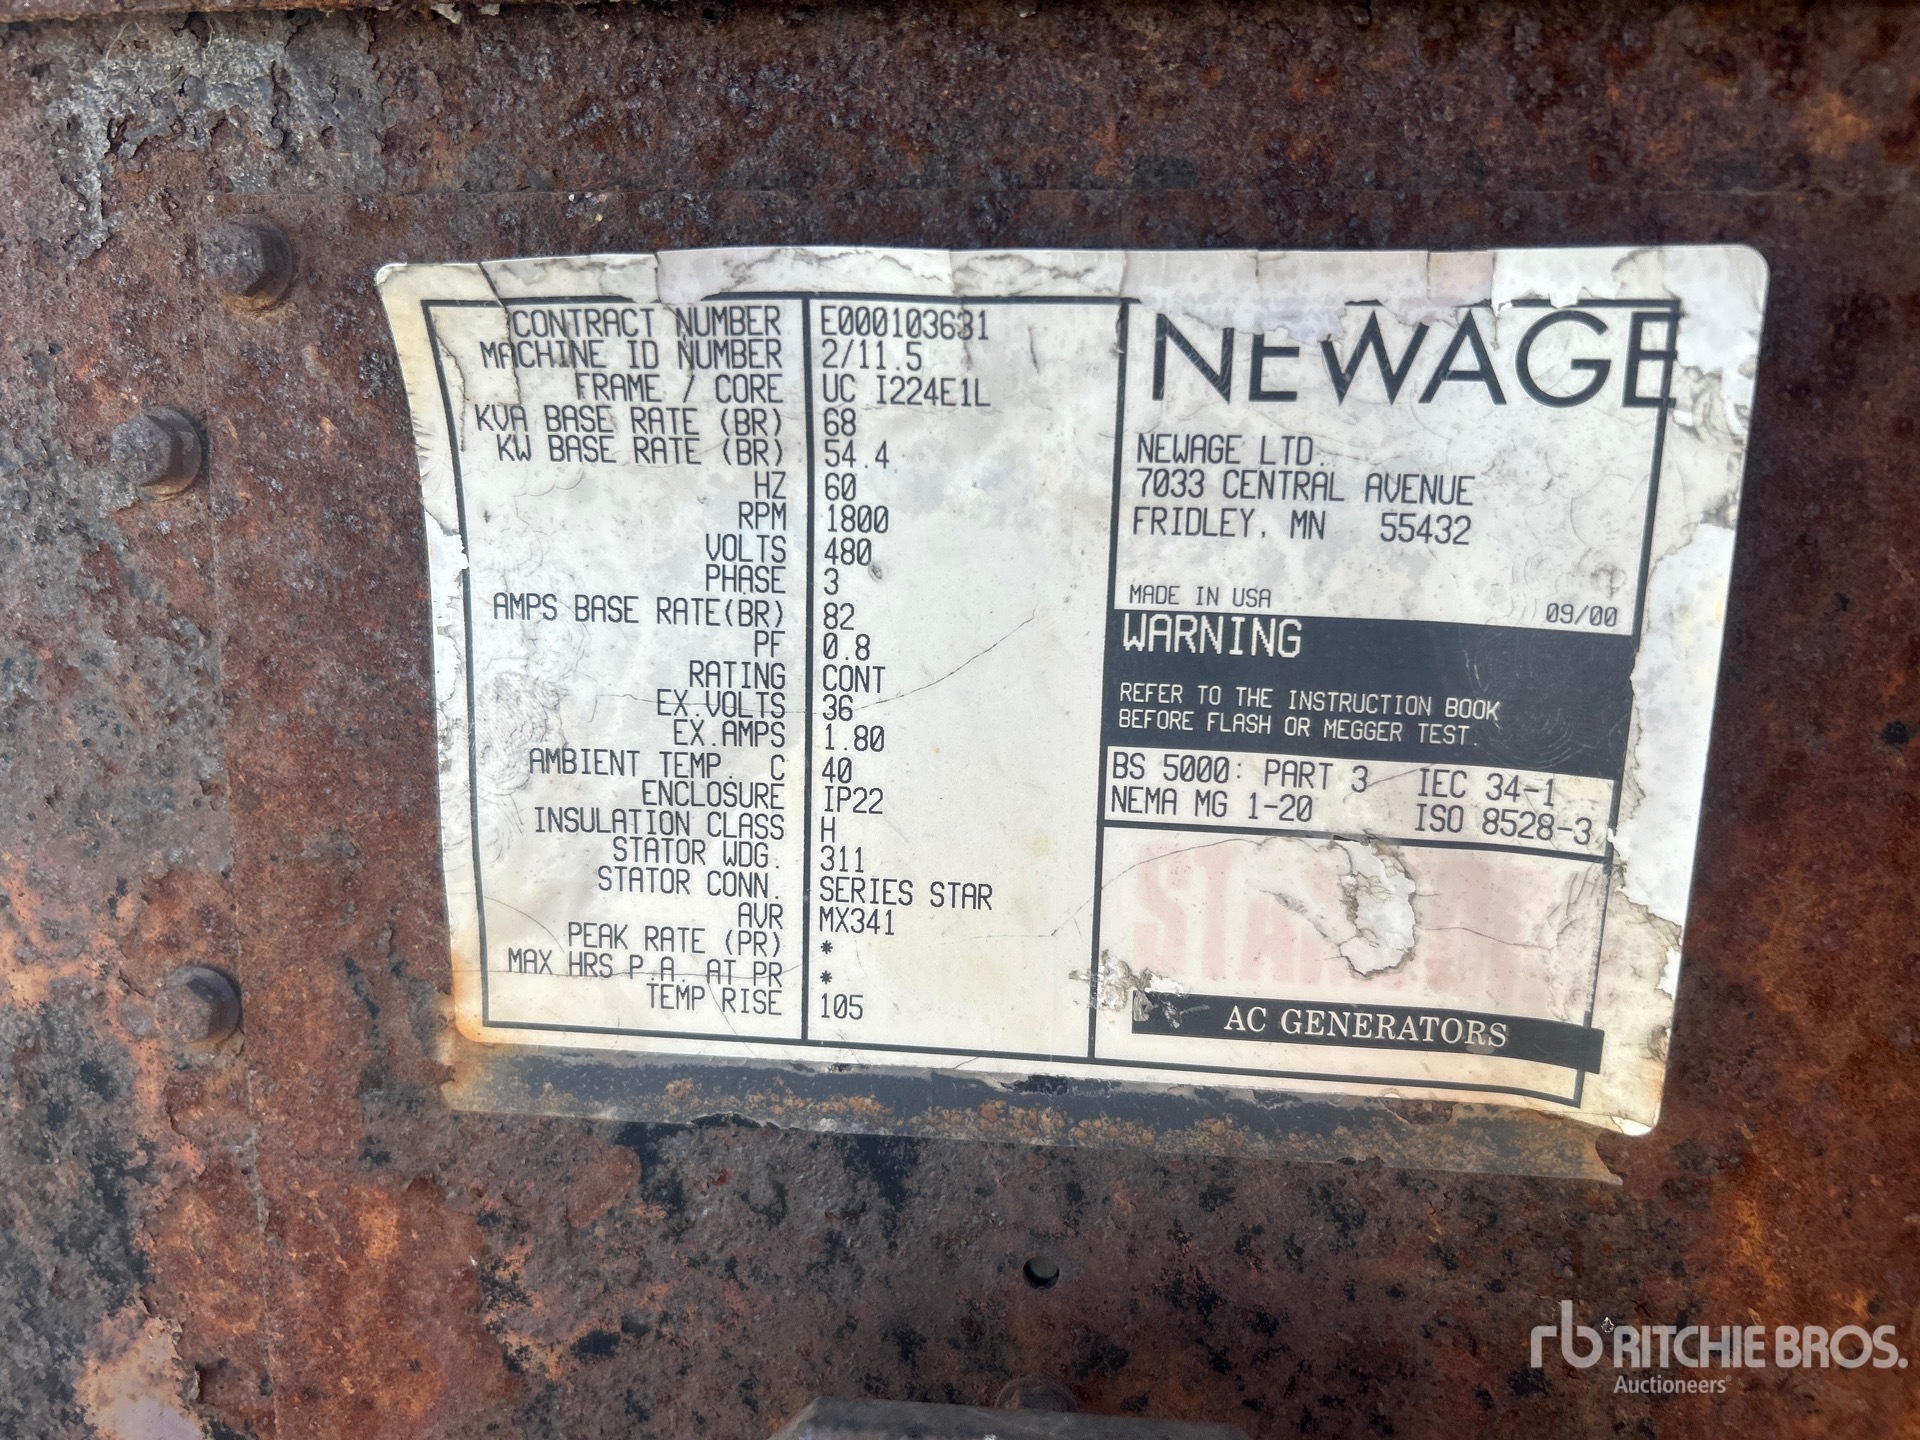 CONTRACT NUMBER E000103631
MACHINE ID NUMBER 2/11.5
FRAME / CORE UC I224E1L
KVA BASE RATE (BR) 68
KW BASE RATE (BR) 54.4
HZ 60
RPM 1800
VOLTS 480
PHASE 3
AMPS BASE RATE(BR) 82
PF 0.8
RATING CONT
EX.VOLTS 36
EX.AMPS 1.80
AMBIENT TEMP. C 40
ENCLOSURE IP22
INSULATION CLASS H
STATOR WDG. 311
STATOR CONN. SERIES STAR
AVR MX341
PEAK RATE (PR) *
MAX HRS P.A. AT PR *
TEMP RISE 105
NEWAGE
NEWAGE LTD.
7033 CENTRAL AVENUE
FRIDLEY, MN 55432
MADE IN USA 09/00
WARNING
REFER TO THE INSTRUCTION BOOK
BEFORE FLASH OR MEGGER TEST.
BS 5000: PART 3 IEC 34-1
NEMA MG 1-20 ISO 8528-3
AC GENERATORS
rb RITCHIE BROS.
Auctioneers